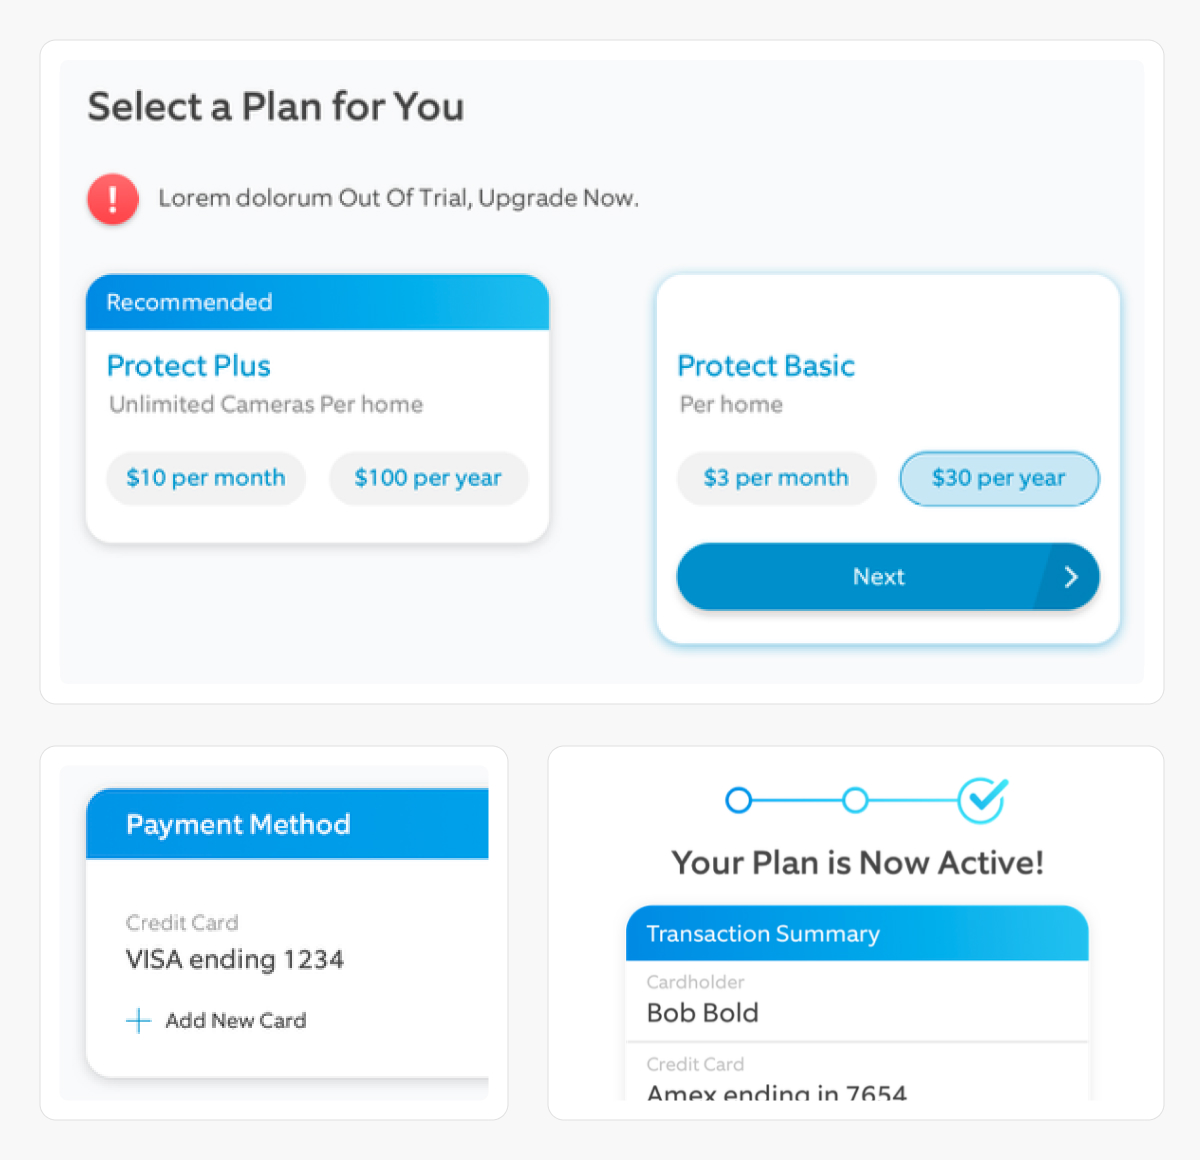 Select a Plan for You
! Lorem dolorum Out Of Trial, Upgrade Now.
Recommended
Protect Plus
Unlimited Cameras Per home
$10 per month
$100 per year
Protect Basic
Per home
$3 per month
$30 per year
Next
Payment Method
Credit Card
VISA ending 1234
Add New Card
Your Plan is Now Active!
Transaction Summary
Cardholder
Bob Bold
Credit Card
Amex ending in 7654